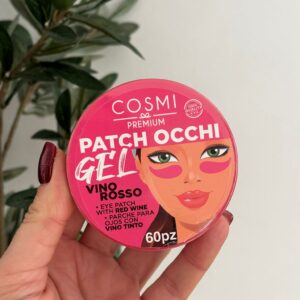 COSMI
PREMIUM
PATCH OCCHI
GEL
VINO
ROSSO
• EYE PATCH
WITH RED WINE
• PARCHE PARA
OJOS CON
VINO TINTO
60pz